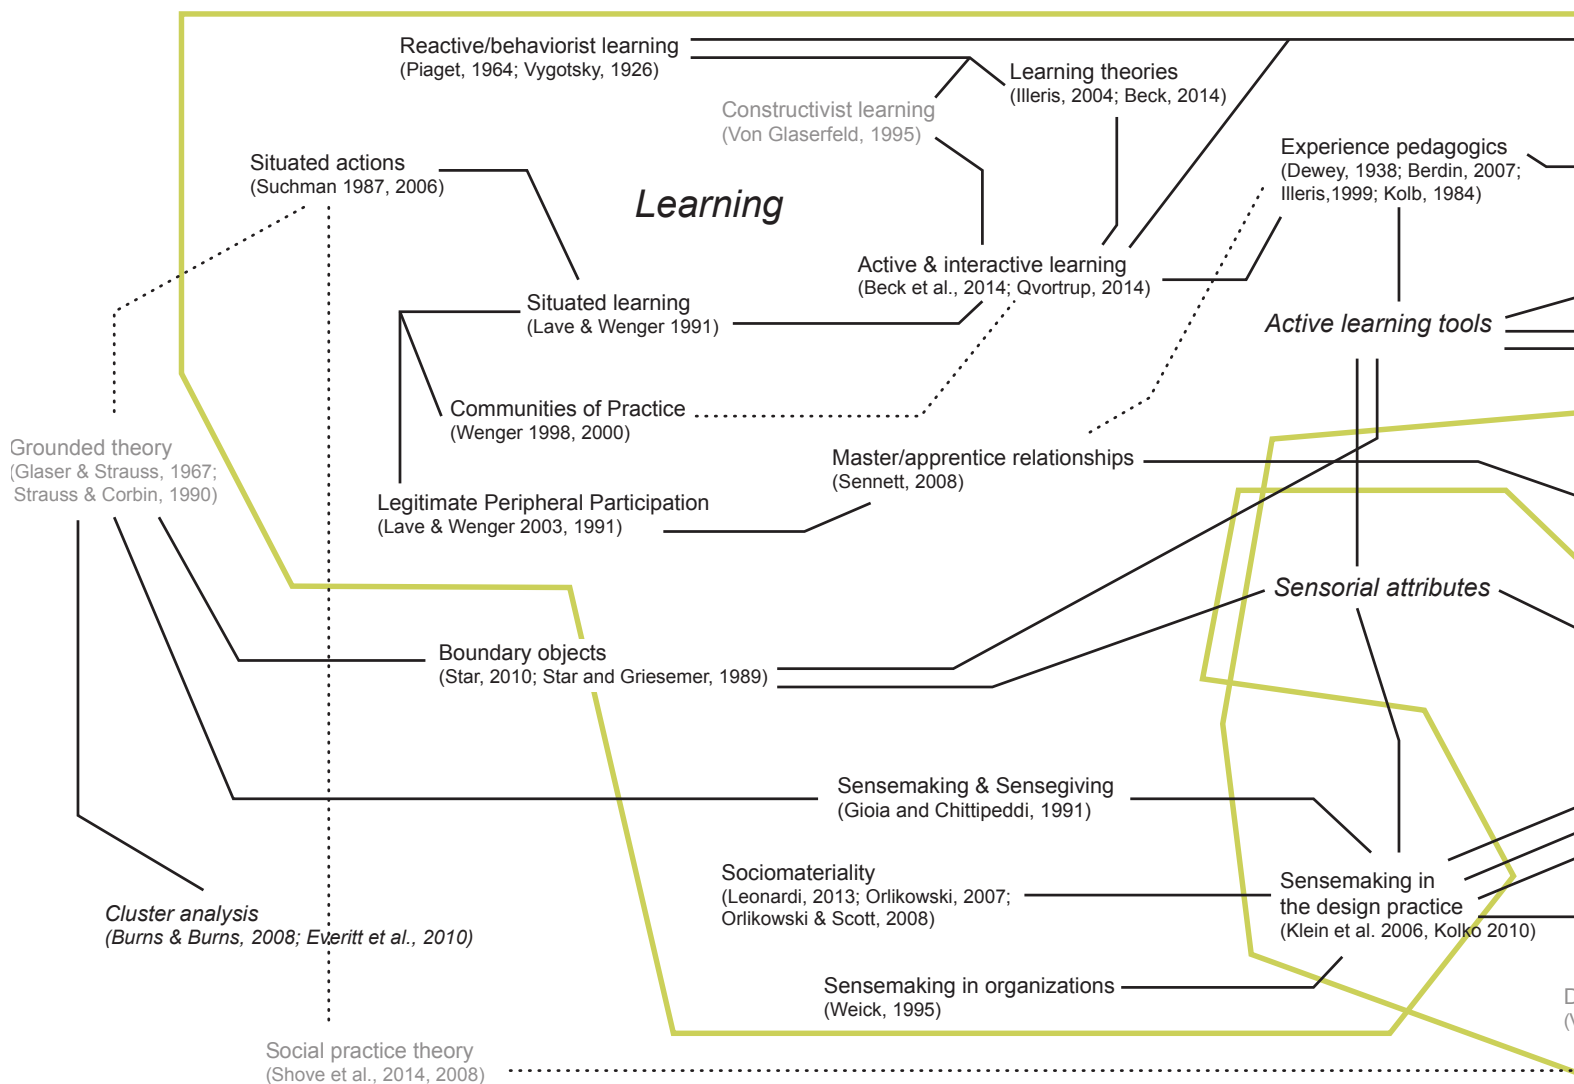 Reactive/behaviorist learning
(Piaget, 1964; Vygotsky, 1926)
Learning theories
(Illeris, 2004; Beck, 2014)
Constructivist learning
(Von Glaserfeld, 1995)
Experience pedagogics
(Dewey, 1938; Berdin, 2007;
Illeris,1999; Kolb, 1984)
Situated actions
(Suchman 1987, 2006)
Learning
Active & interactive learning
(Beck et al., 2014; Qvortrup, 2014)
Situated learning
(Lave & Wenger 1991)
Active learning tools
Communities of Practice
(Wenger 1998, 2000)
Grounded theory
(Glaser & Strauss, 1967;
Strauss & Corbin, 1990)
Master/apprentice relationships
(Sennett, 2008)
Legitimate Peripheral Participation
(Lave & Wenger 2003, 1991)
Sensorial attributes
Boundary objects
(Star, 2010; Star and Griesemer, 1989)
Sensemaking & Sensegiving
(Gioia and Chittipeddi, 1991)
Sociomateriality
(Leonardi, 2013; Orlikowski, 2007;
Orlikowski & Scott, 2008)
Sensemaking in
the design practice
(Klein et al. 2006, Kolko 2010)
Cluster analysis
(Burns & Burns, 2008; Everitt et al., 2010)
Sensemaking in organizations
(Weick, 1995)
Social practice theory
(Shove et al., 2014, 2008)